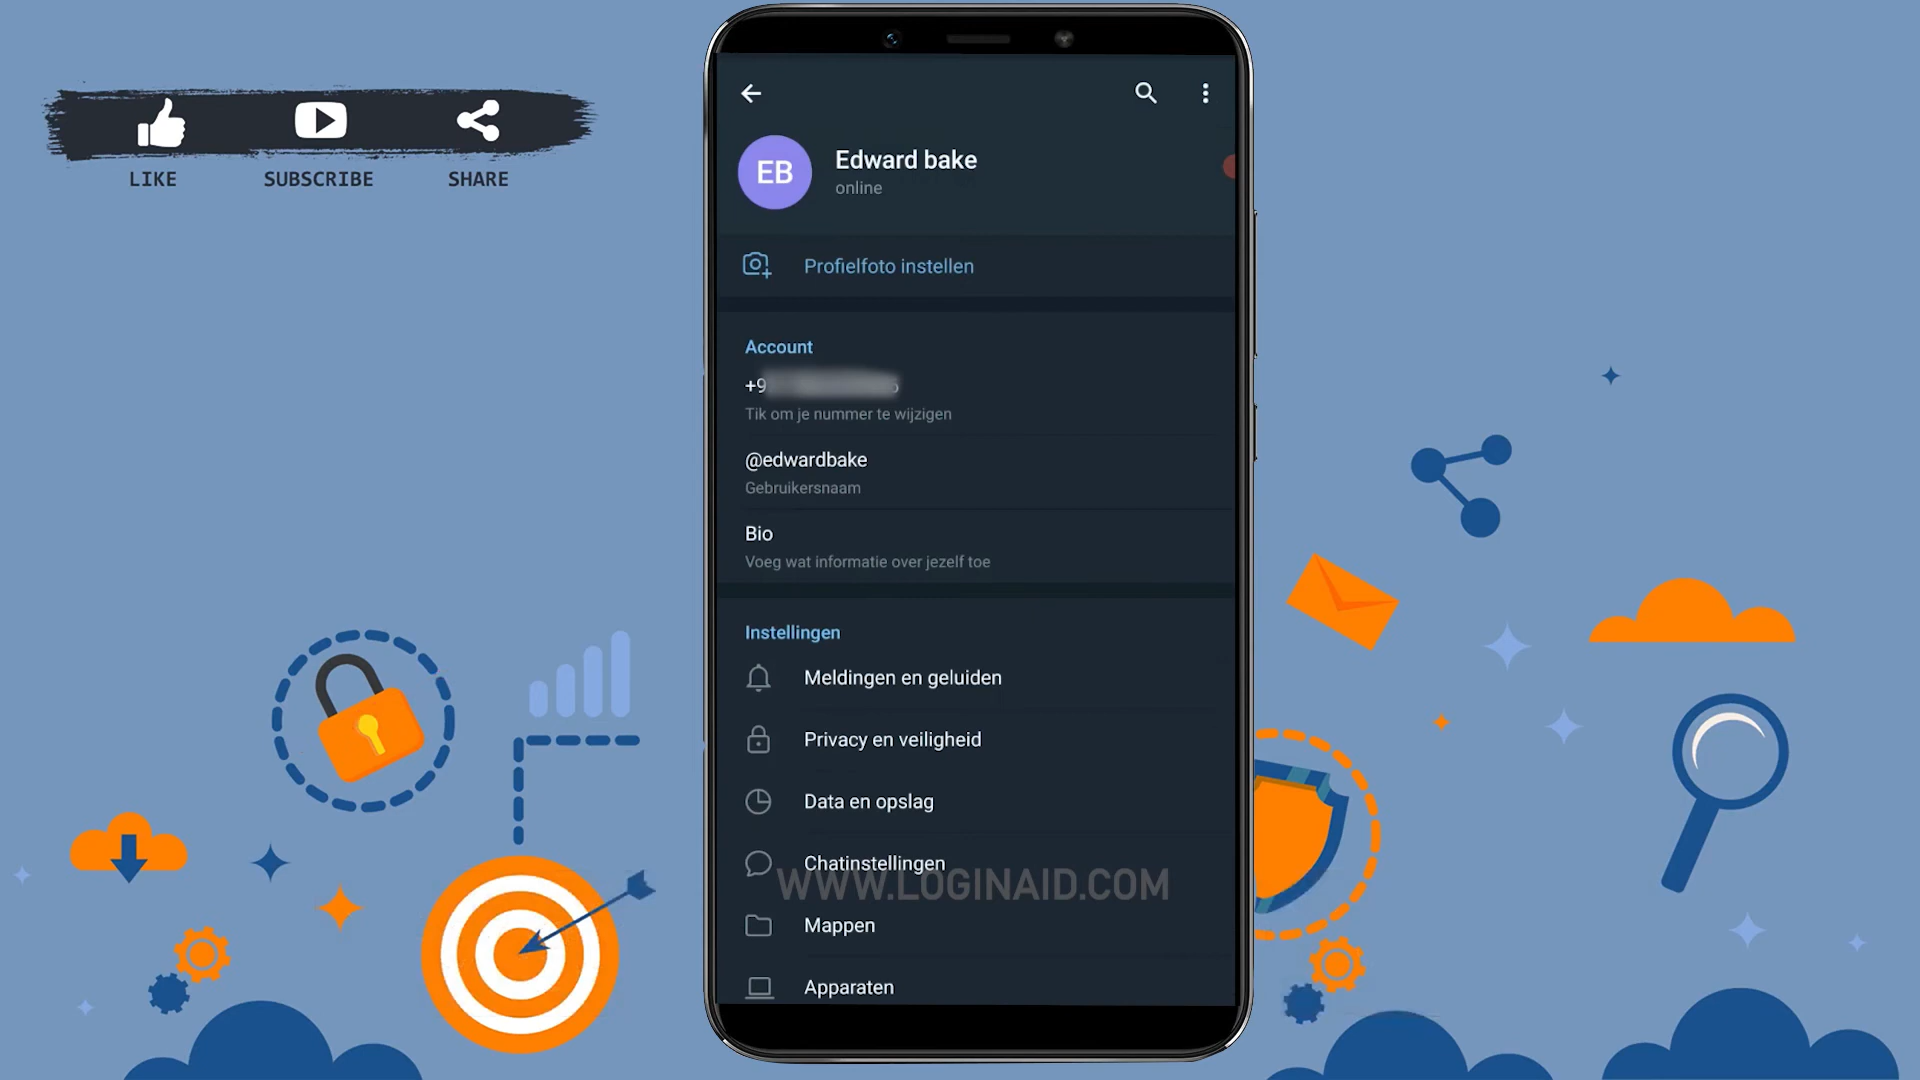 LIKE SUBSCRIBE SHARE
EB
Edward bake
online
Profielfoto instellen
Account
+9
Tik om je nummer te wijzigen
@edwardbake
Gebruikersnaam
Bio
Voeg wat informatie over jezelf toe
Instellingen
Meldingen en geluiden
Privacy en veiligheid
Data en opslag
Chatinstellingen
WWW.LOGINAID.COM
Mappen
Apparaten